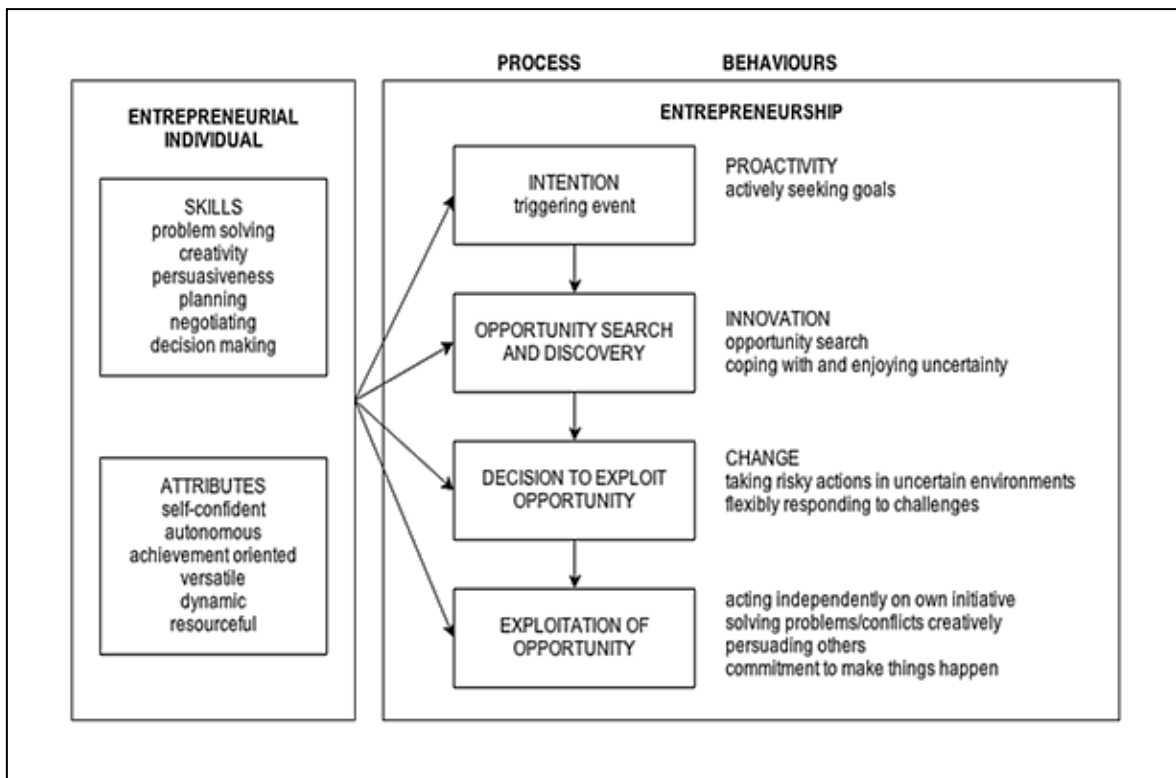 PROCESS
BEHAVIOURS
ENTREPRENEURIAL
INDIVIDUAL
SKILLS
problem solving
creativity
persuasiveness
planning
negotiating
decision making
ATTRIBUTES
self-confident
autonomous
achievement oriented
versatile
dynamic
resourceful
ENTREPRENEURSHIP
INTENTION
triggering event
PROACTIVITY
actively seeking goals
OPPORTUNITY SEARCH
AND DISCOVERY
INNOVATION
opportunity search
coping with and enjoying uncertainty
DECISION TO EXPLOIT
OPPORTUNITY
CHANGE
taking risky actions in uncertain environments
flexibly responding to challenges
EXPLOITATION OF
OPPORTUNITY
acting independently on own initiative
solving problems/conflicts creatively
persuading others
commitment to make things happen